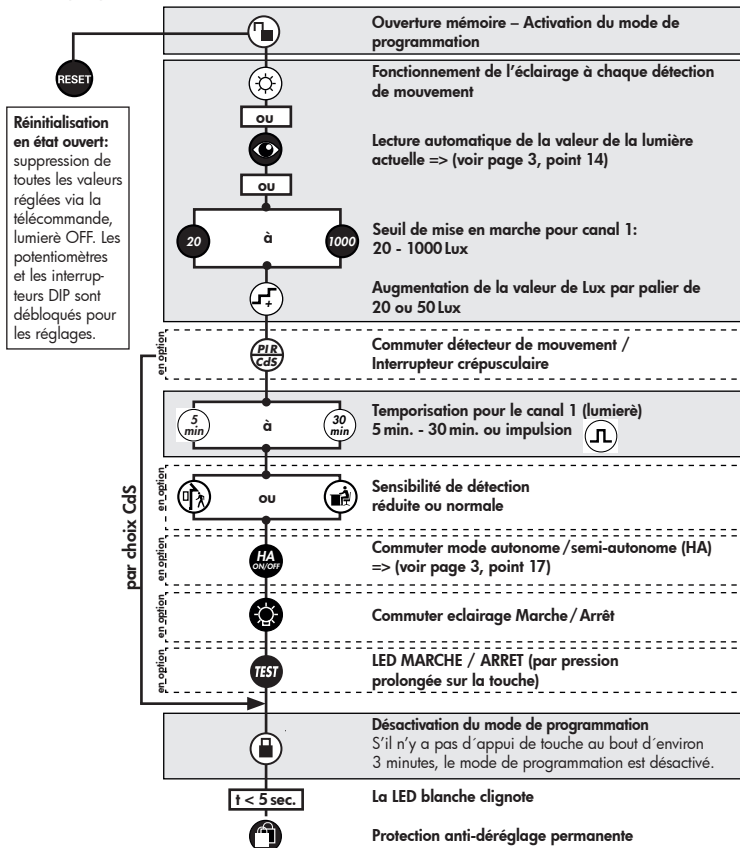 Ouverture mémoire – Activation du mode de
programmation
RESET
Réinitialisation
en état ouvert:
suppression de
toutes les valeurs
réglées via la
télécommande,
lumierè OFF. Les
potentiomètres
et les interrup-
teurs DIP sont
débloqués pour
les réglages.
Fonctionnement de l'éclairage à chaque détection
de mouvement
ou
Lecture automatique de la valeur de la lumière
actuelle => (voir page 3, point 14)
ou
20 à 1000
Seuil de mise en marche pour canal 1:
20 - 1000 Lux
Augmentation de la valeur de Lux par palier de
20 ou 50 Lux
en option
PIR
CdS
Commuter détecteur de mouvement /
Interrupteur crépusculaire
par choix CdS
5
min
à
30
min
Temporisation pour le canal 1 (lumierè)
5 min. - 30 min. ou impulsion
en option
ou
Sensibilité de détection
réduite ou normale
en option
HA
ON/OFF
Commuter mode autonome/semi-autonome (HA)
=> (voir page 3, point 17)
en option
Commuter eclairage Marche/Arrêt
en option
TEST
LED MARCHE / ARRET (par pression
prolongée sur la touche)
Désactivation du mode de programmation
S'il n'y a pas d´appui de touche au bout d´environ
3 minutes, le mode de programmation est désactivé.
t < 5 sec.
La LED blanche clignote
Protection anti-déréglage permanente